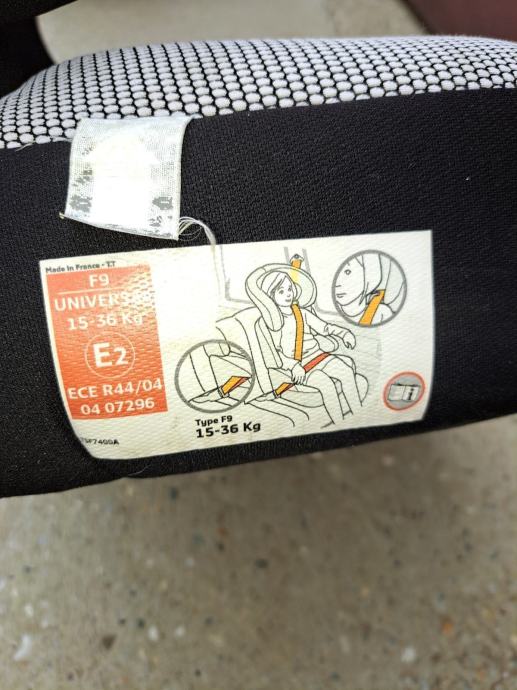 Made in France - TT
F9
UNIVERSAL
15-36 Kg
E2
ECE R44/04
04 07296
Type F9
15-36 Kg